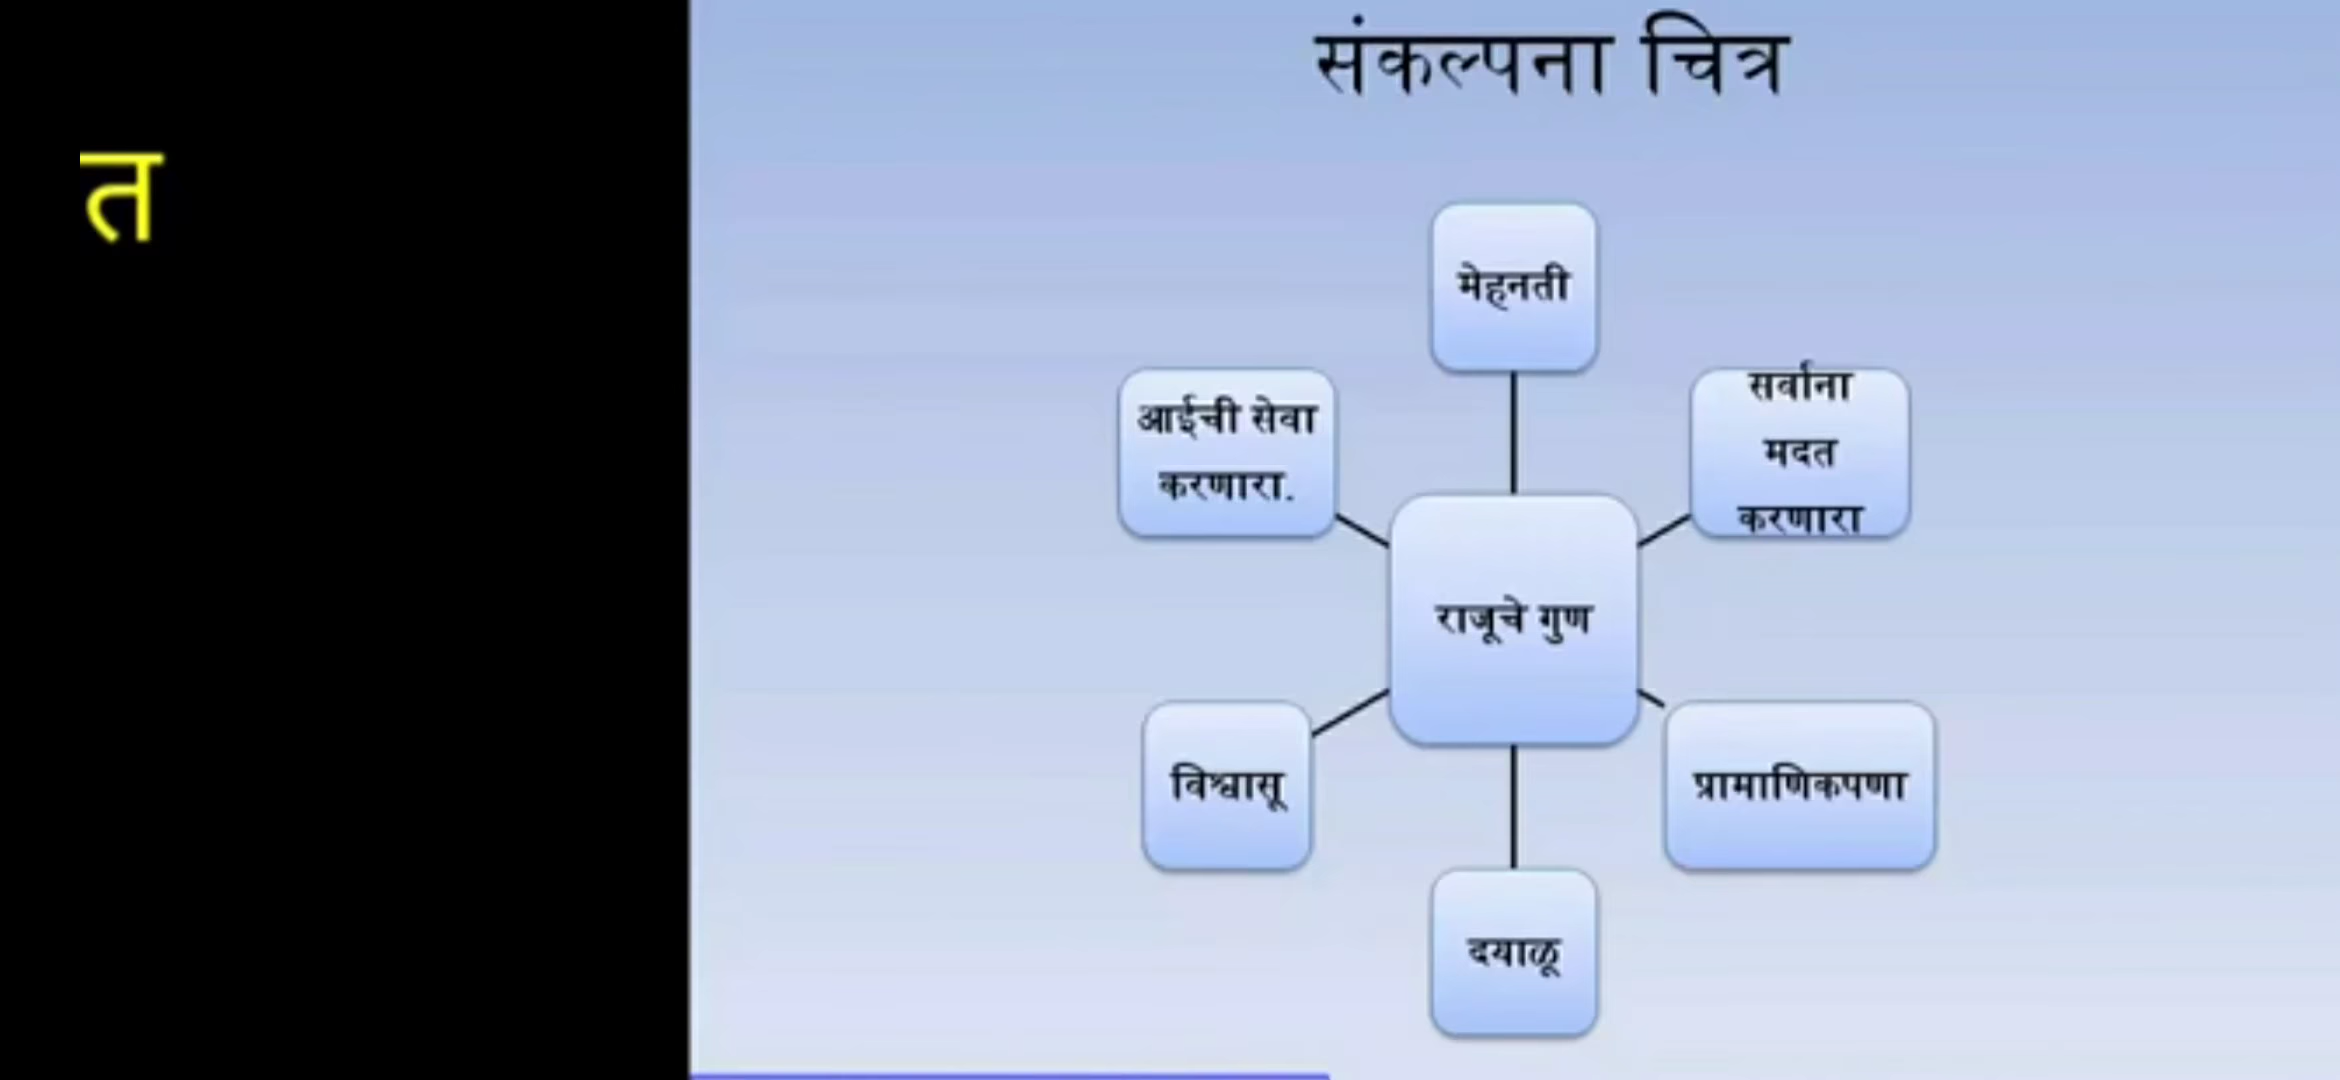 त
संकल्पना चित्र
मेहनती
आईची सेवा
करणारा.
सर्वांना
मदत
करणारा
राजूचे गुण
विश्वासू
प्रामाणिकपणा
दयाळू